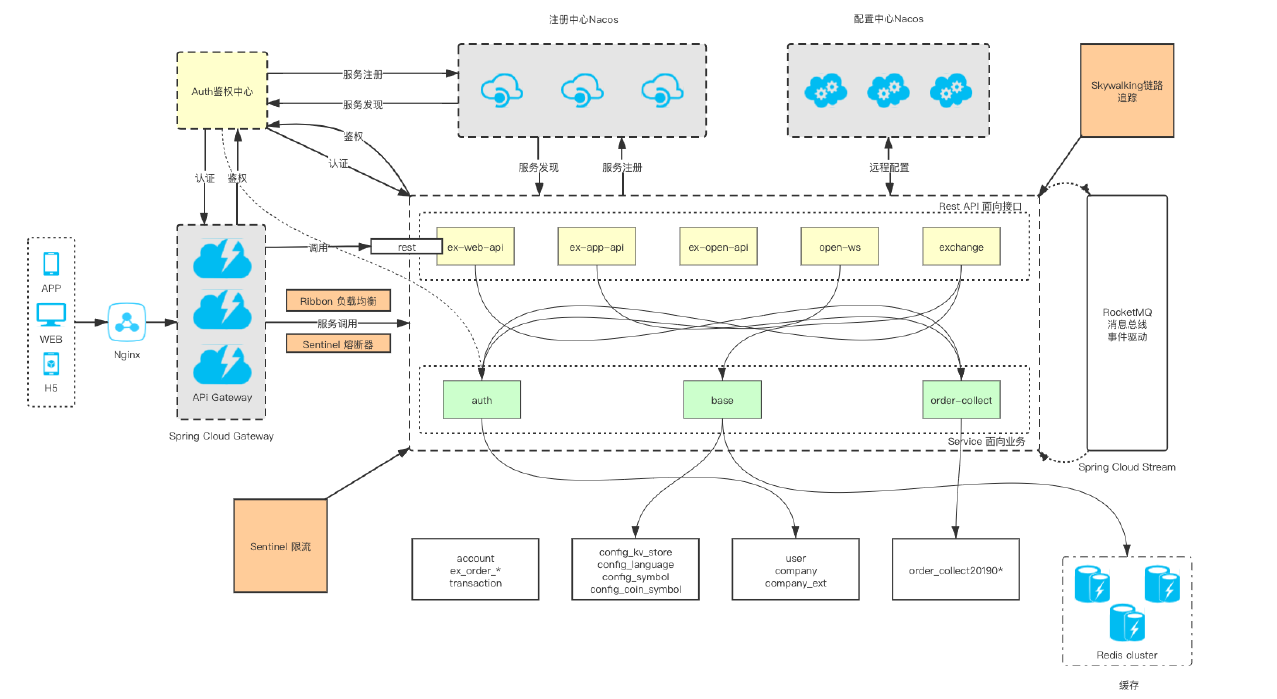 注册中心Nacos
配置中心Nacos
Auth鉴权中心
服务注册
服务发现
Skywalking链路
追踪
鉴权
认证
服务发现
服务注册
远程配置
认证
鉴权
Rest API 面向接口
调用
rest
ex-web-api
ex-app-api
ex-open-api
open-ws
exchange
APP
WEB
H5
Nginx
API Gateway
Spring Cloud Gateway
Ribbon 负载均衡
服务调用
Sentinel 熔断器
RocketMQ
消息总线
事件驱动
auth
base
order-collect
Service 面向业务
Spring Cloud Stream
Sentinel 限流
account
ex_order_*
transaction
config_kv_store
config_language
config_symbol
config_coin_symbol
user
company
company_ext
order_collect20190*
Redis cluster
缓存